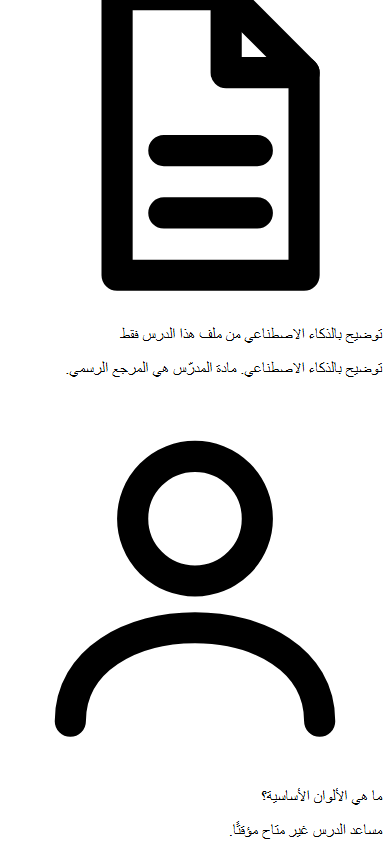 توضيح بالذكاء الاصطناعي من ملف هذا الدرس فقط
توضيح بالذكاء الاصطناعي. مادة المدرّس هي المرجع الرسمي.
ما هي الألوان الأساسية؟
مساعد الدرس غير متاح مؤقتًا.